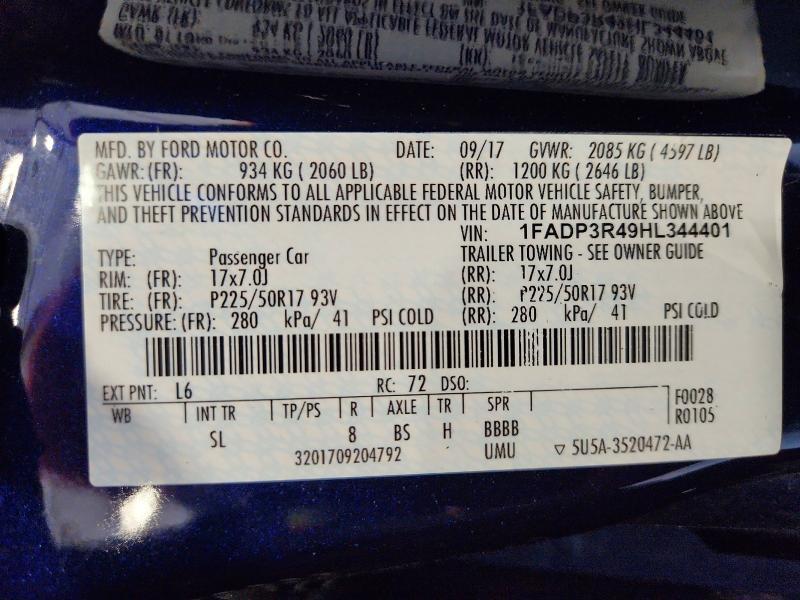 MFD. BY FORD MOTOR CO. DATE: 09/17 GVWR: 2085 KG ( 4597 LB)
GAWR: (FR): 934 KG ( 2060 LB) (RR): 1200 KG ( 2646 LB)
THIS VEHICLE CONFORMS TO ALL APPLICABLE FEDERAL MOTOR VEHICLE SAFETY, BUMPER,
AND THEFT PREVENTION STANDARDS IN EFFECT ON THE DATE OF MANUFACTURE SHOWN ABOVE
VIN: 1FADP3R49HL344401
TYPE: Passenger Car TRAILER TOWING - SEE OWNER GUIDE
RIM: (FR): 17x7.0J (RR): 17x7.0J
TIRE: (FR): P225/50R17 93V (RR): P225/50R17 93V
PRESSURE: (FR): 280 kPa/ 41 PSI COLD (RR): 280 kPa/ 41 PSI COLD
EXT PNT: L6 RC: 72 DSO:
WB INT TR TP/PS R AXLE TR SPR F0028
R0105
SL 8 BS H BBBB
3201709204792 UMU ▽ 5U5A-3520472-AA